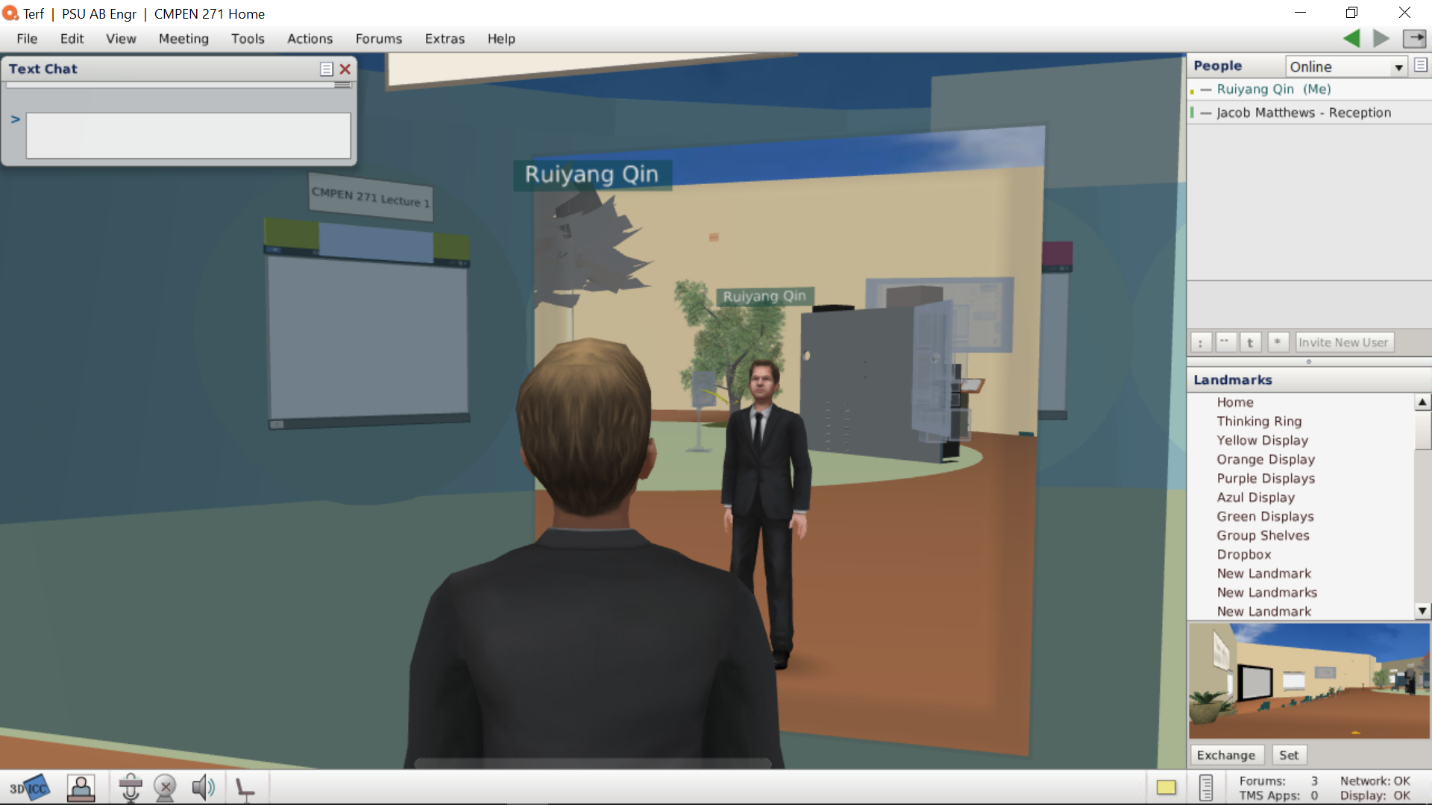 Terf | PSU AB Engr | CMPEN 271 Home
File Edit View Meeting Tools Actions Forums Extras Help
Text Chat
>
CMPEN 271 Lecture 1
Ruiyang Qin
Ruiyang Qin
People Online
Ruiyang Qin (Me)
Jacob Matthews - Reception
: -- t * Invite New User
Landmarks
Home
Thinking Ring
Yellow Display
Orange Display
Purple Displays
Azul Display
Green Displays
Group Shelves
Dropbox
New Landmark
New Landmarks
New Landmark
Exchange Set
3DICC
Forums: 3 Network: OK
TMS Apps: 0 Display: OK